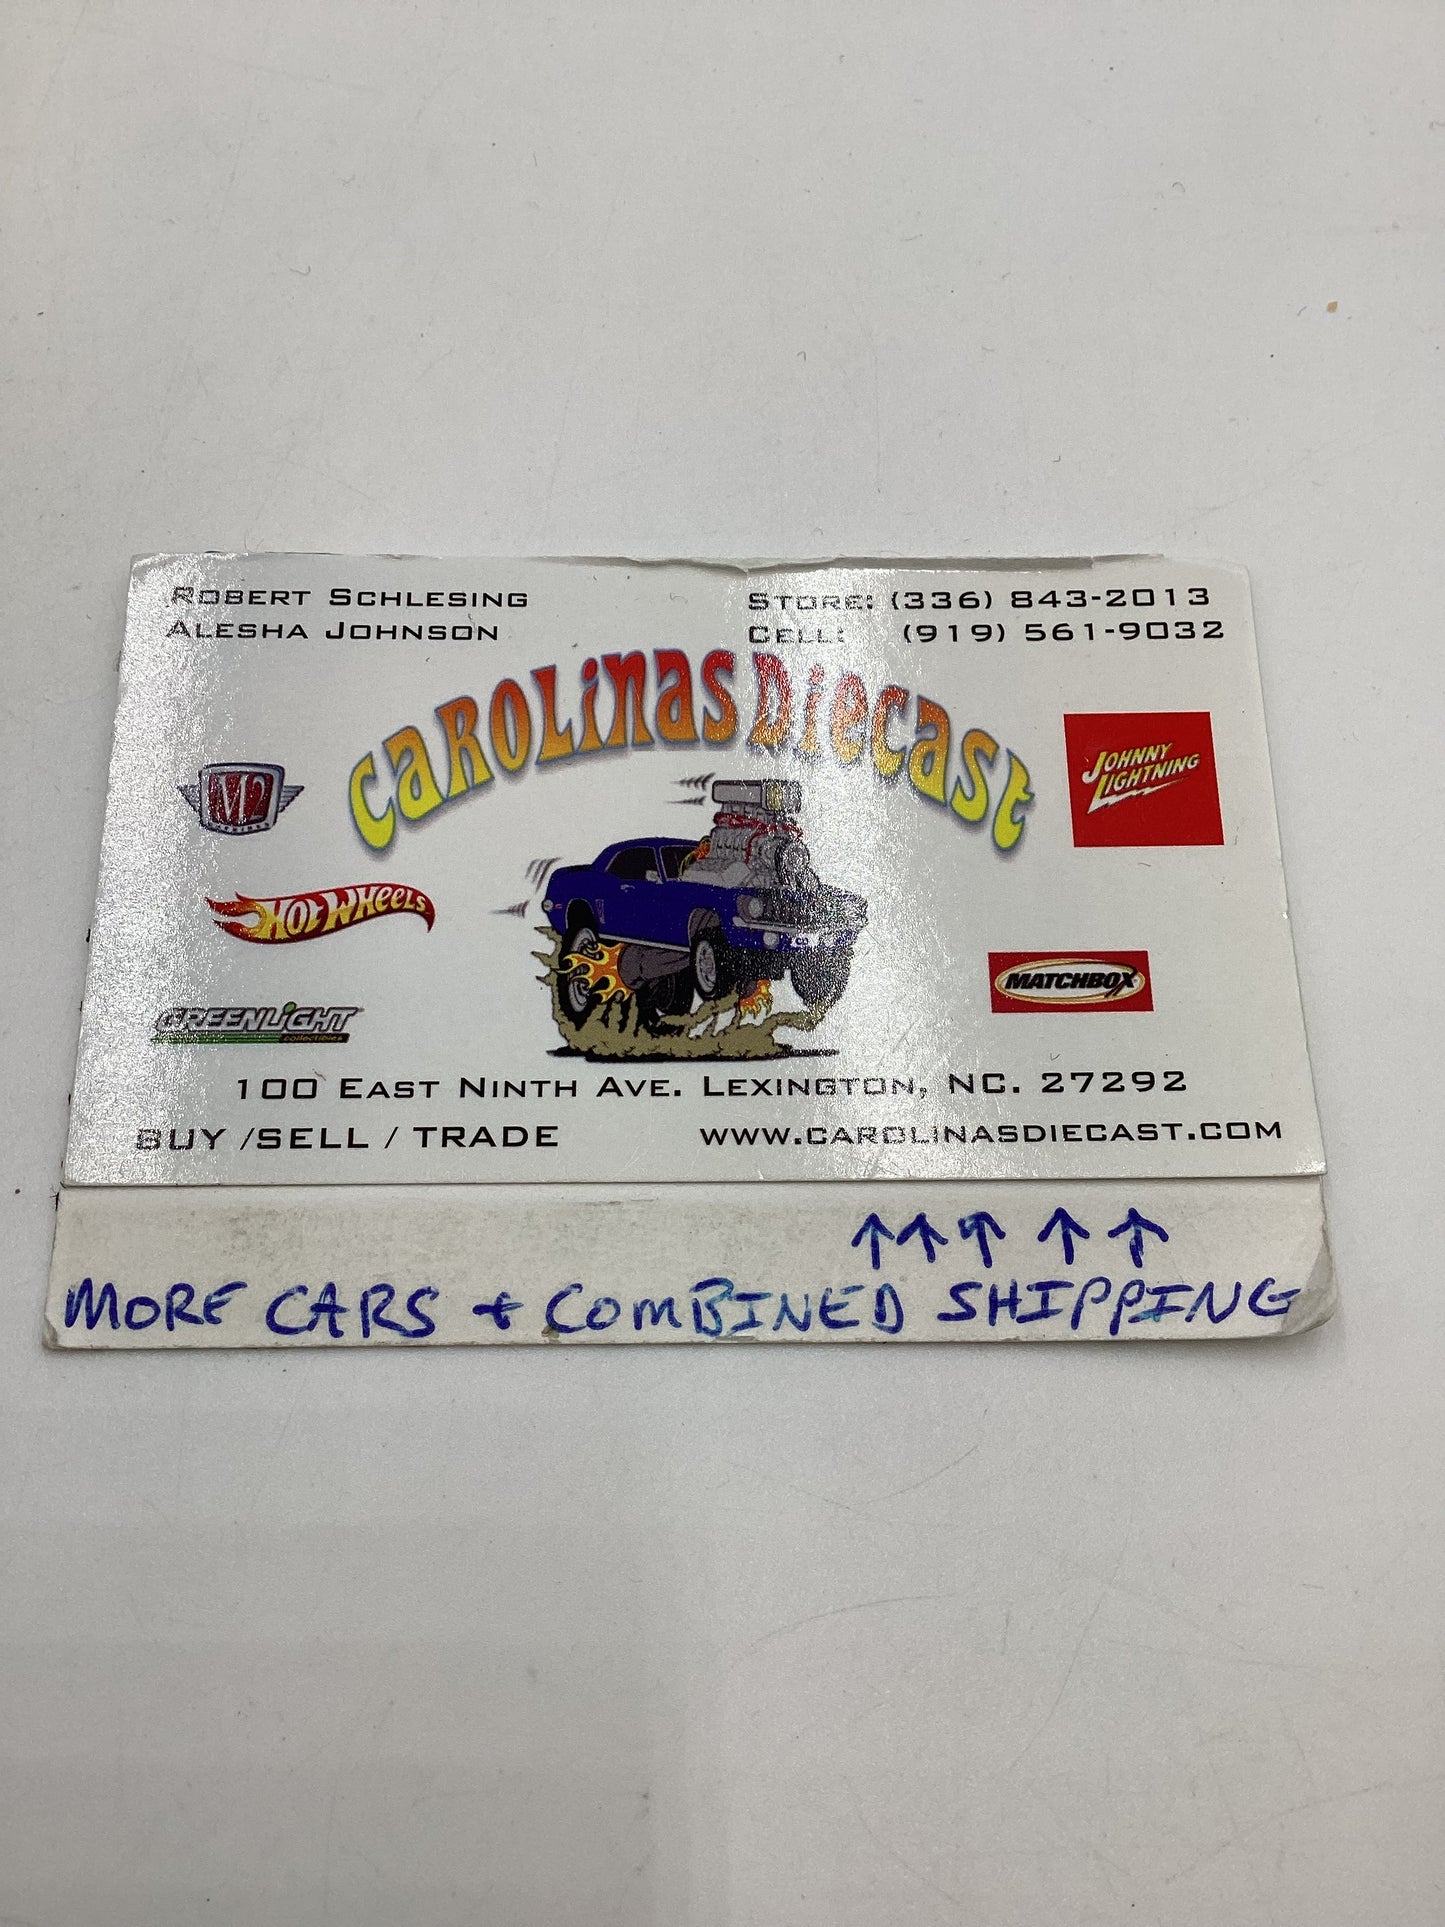 ROBERT SCHLESING
ALESHA JOHNSON
STORE: (336) 843-2013
CELL: (919) 561-9032
CAROLINAS DIECAST
M2
JOHNNY LIGHTNING
HOT WHEELS
MATCHBOX
GREENLIGHT
collectibles
100 EAST NINTH AVE. LEXINGTON, NC. 27292
BUY /SELL / TRADE
WWW.CAROLINASDIECAST.COM
↑↑↑↑↑
MORE CARS + COMBINED SHIPPING